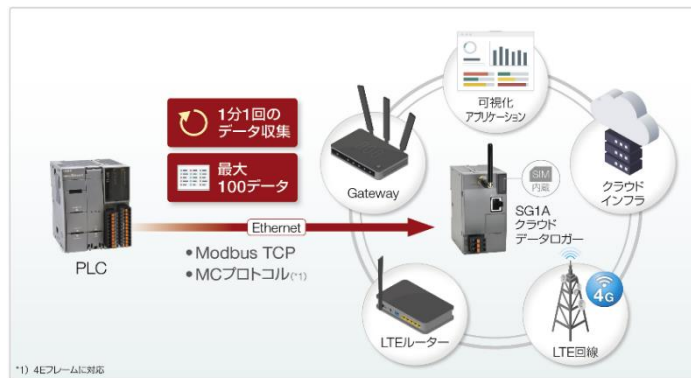 1分1回の
データ収集
最大
100データ
PLC
Ethernet
•Modbus TCP
•MCプロトコル(*1)
可視化
アプリケーション
Gateway
クラウド
インフラ
SIM
内蔵
SG1A
クラウド
データロガー
LTEルーター
4G
LTE回線
*1) 4Eフレームに対応